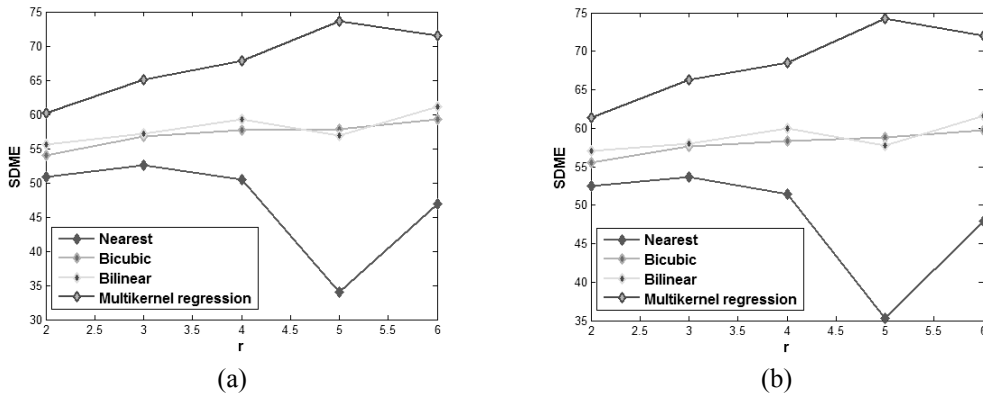 75
70
65
60
55
50
45
40
35
30
SDME
Nearest
Bicubic
Bilinear
Multikernel regression
2 2.5 3 3.5 4 4.5 5 5.5 6
r
(a)
75
70
65
60
55
50
45
40
35
SDME
Nearest
Bicubic
Bilinear
Multikernel regression
2 2.5 3 3.5 4 4.5 5 5.5 6
r
(b)